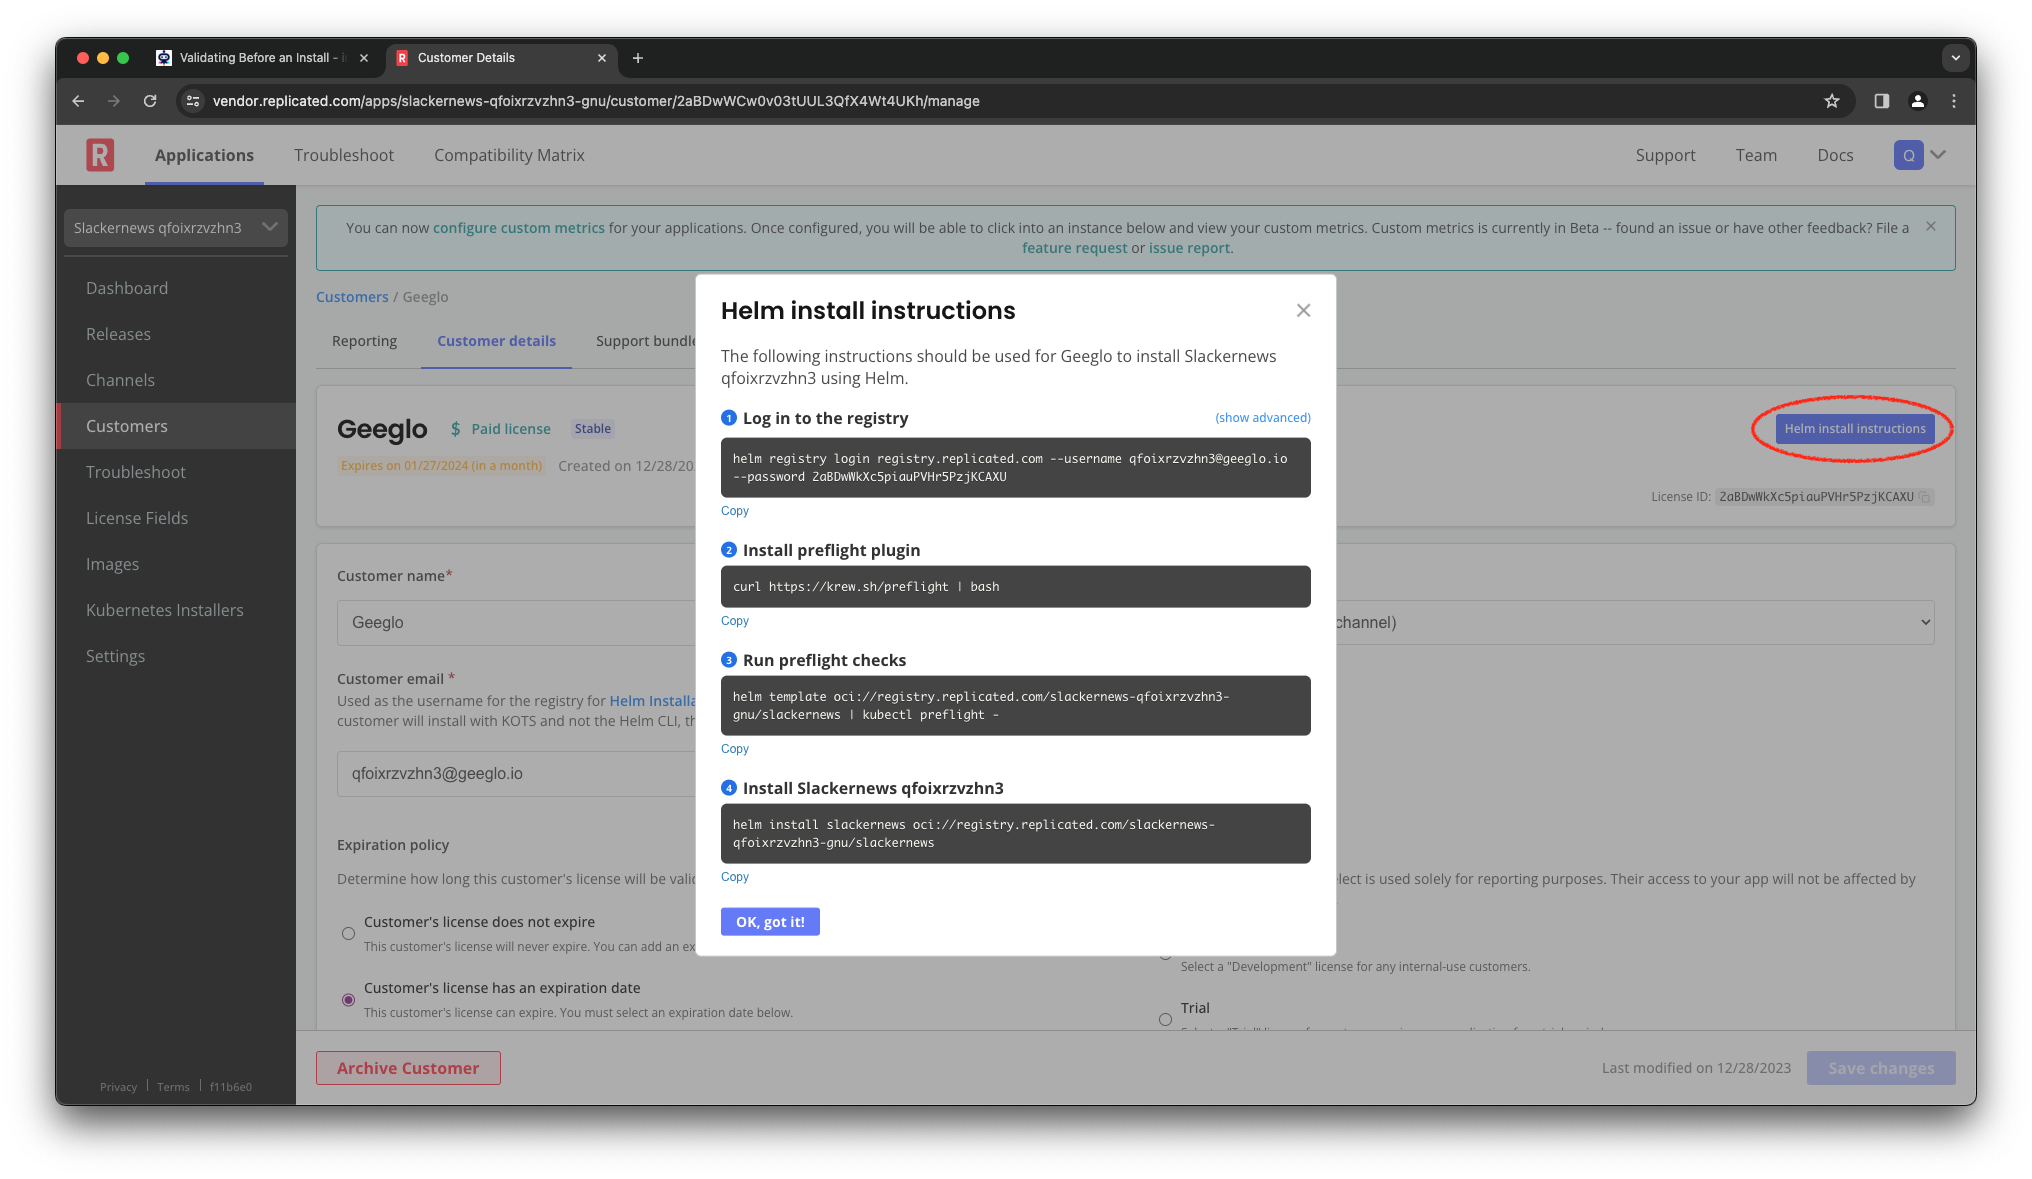 Validating Before an Install -
Customer Details
vendor.replicated.com/apps/slackernews-qfoixrzvzhn3-gnu/customer/2aBDwWCw0v03tUUL3QfX4Wt4UKh/manage
R
Applications
Troubleshoot
Compatibility Matrix
Support
Team
Docs
Q
Slackernews qfoixrzvzhn3
Dashboard
Releases
Channels
Customers
Troubleshoot
License Fields
Images
Kubernetes Installers
Settings
Privacy | Terms | f11b6e0
You can now configure custom metrics for your applications. Once configured, you will be able to click into an instance below and view your custom metrics. Custom metrics is currently in Beta -- found an issue or have other feedback? File a
feature request or issue report.
Customers / Geeglo
Reporting
Customer details
Support bundle
Geeglo
$ Paid license
Stable
Expires on 01/27/2024 (in a month)
Created on 12/28/20
Helm install instructions
License ID: 2aBDwWkXc5piauPVHr5PzjKCAXU
Customer name*
Geeglo
channel)
Customer email *
Used as the username for the registry for Helm Installa
customer will install with KOTS and not the Helm CLI, th
qfoixrzvzhn3@geeglo.io
Expiration policy
Determine how long this customer's license will be vali
lect is used solely for reporting purposes. Their access to your app will not be affected by
Customer's license does not expire
This customer's license will never expire. You can add an ex
Customer's license has an expiration date
This customer's license can expire. You must select an expiration date below.
Select a "Development" license for any internal-use customers.
Trial
Archive Customer
Last modified on 12/28/2023
Save changes
Helm install instructions
The following instructions should be used for Geeglo to install Slackernews
qfoixrzvzhn3 using Helm.
1 Log in to the registry
(show advanced)
helm registry login registry.replicated.com --username qfoixrzvzhn3@geeglo.io
--password 2aBDwWkXc5piauPVHr5PzjKCAXU
Copy
2 Install preflight plugin
curl https://krew.sh/preflight | bash
Copy
3 Run preflight checks
helm template oci://registry.replicated.com/slackernews-qfoixrzvzhn3-
gnu/slackernews | kubectl preflight -
Copy
4 Install Slackernews qfoixrzvzhn3
helm install slackernews oci://registry.replicated.com/slackernews-
qfoixrzvzhn3-gnu/slackernews
Copy
OK, got it!